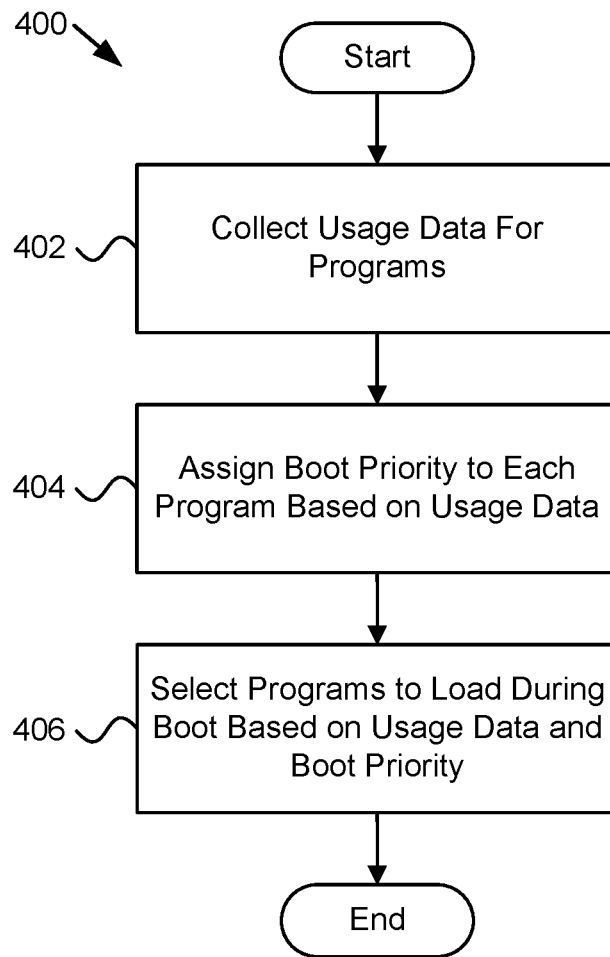 400
Start
402
Collect Usage Data For
Programs
404
Assign Boot Priority to Each
Program Based on Usage Data
406
Select Programs to Load During
Boot Based on Usage Data and
Boot Priority
End